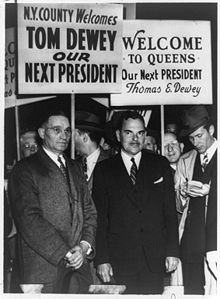 N.Y. COUNTY Welcomes
TOM DEWEY
OUR
NEXT PRESIDENT
WELCOME
TO QUEENS
Our Next PRESIDENT
Thomas E. Dewey